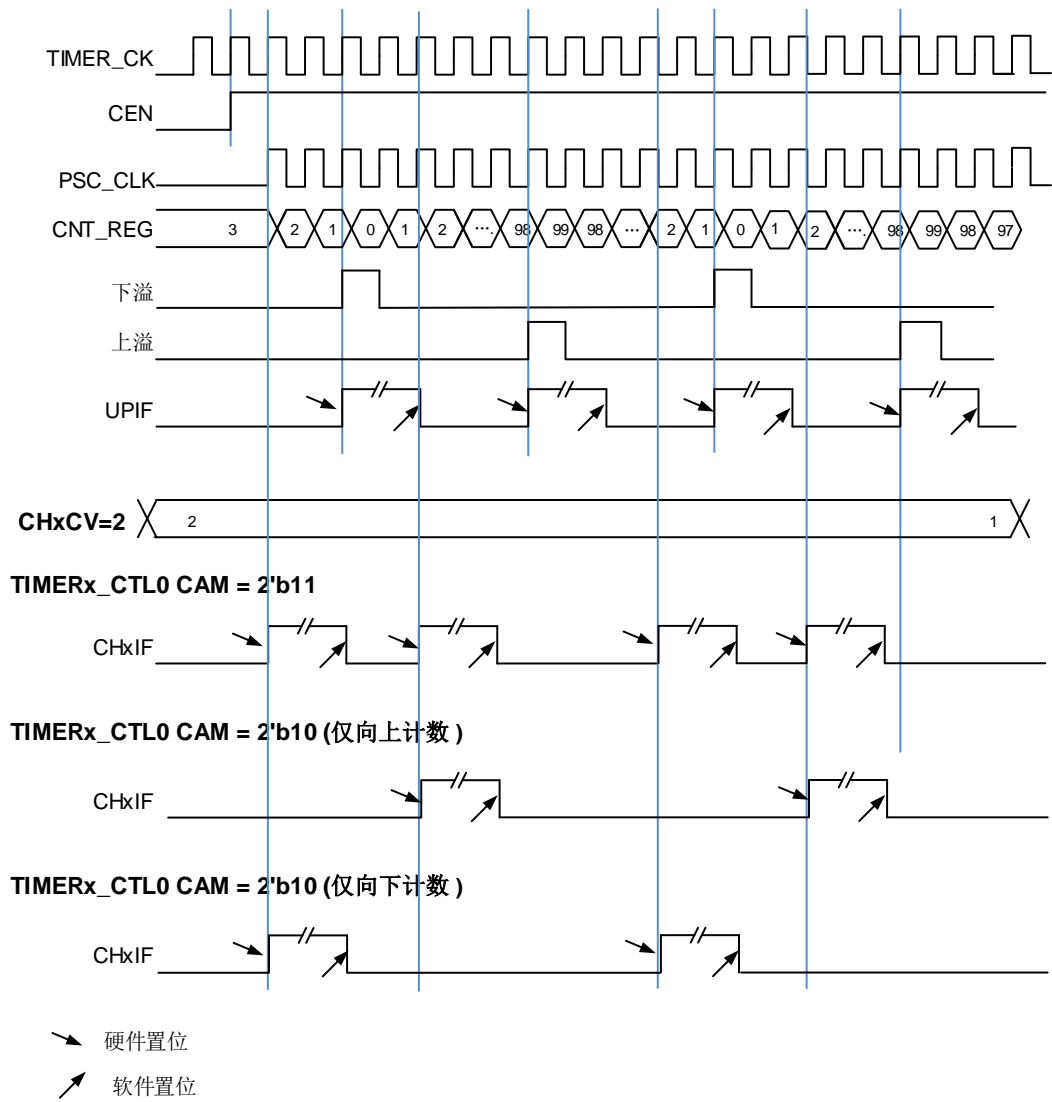 TIMER_CK
CEN
PSC_CLK
CNT_REG 3 2 1 0 1 2 ···. 98 99 98 ··· 2 1 0 1 2 ···. 98 99 98 97
下溢
上溢
UPIF
CHxCV=2 2 1
TIMERx_CTL0 CAM = 2'b11
CHxIF
TIMERx_CTL0 CAM = 2'b10 (仅向上计数 )
CHxIF
TIMERx_CTL0 CAM = 2'b10 (仅向下计数 )
CHxIF
硬件置位
软件置位